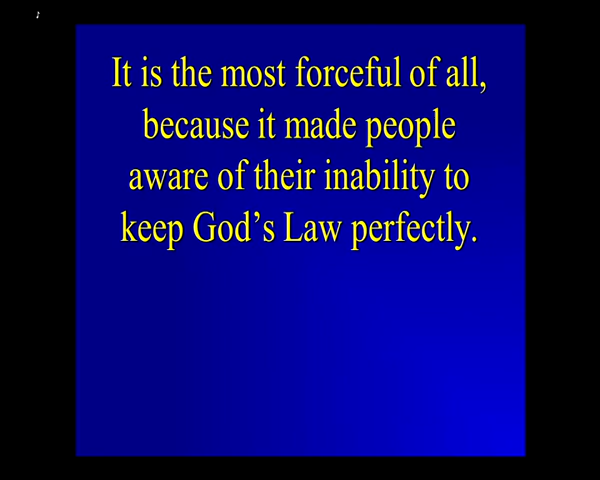 It is the most forceful of all,
because it made people
aware of their inability to
keep God’s Law perfectly.